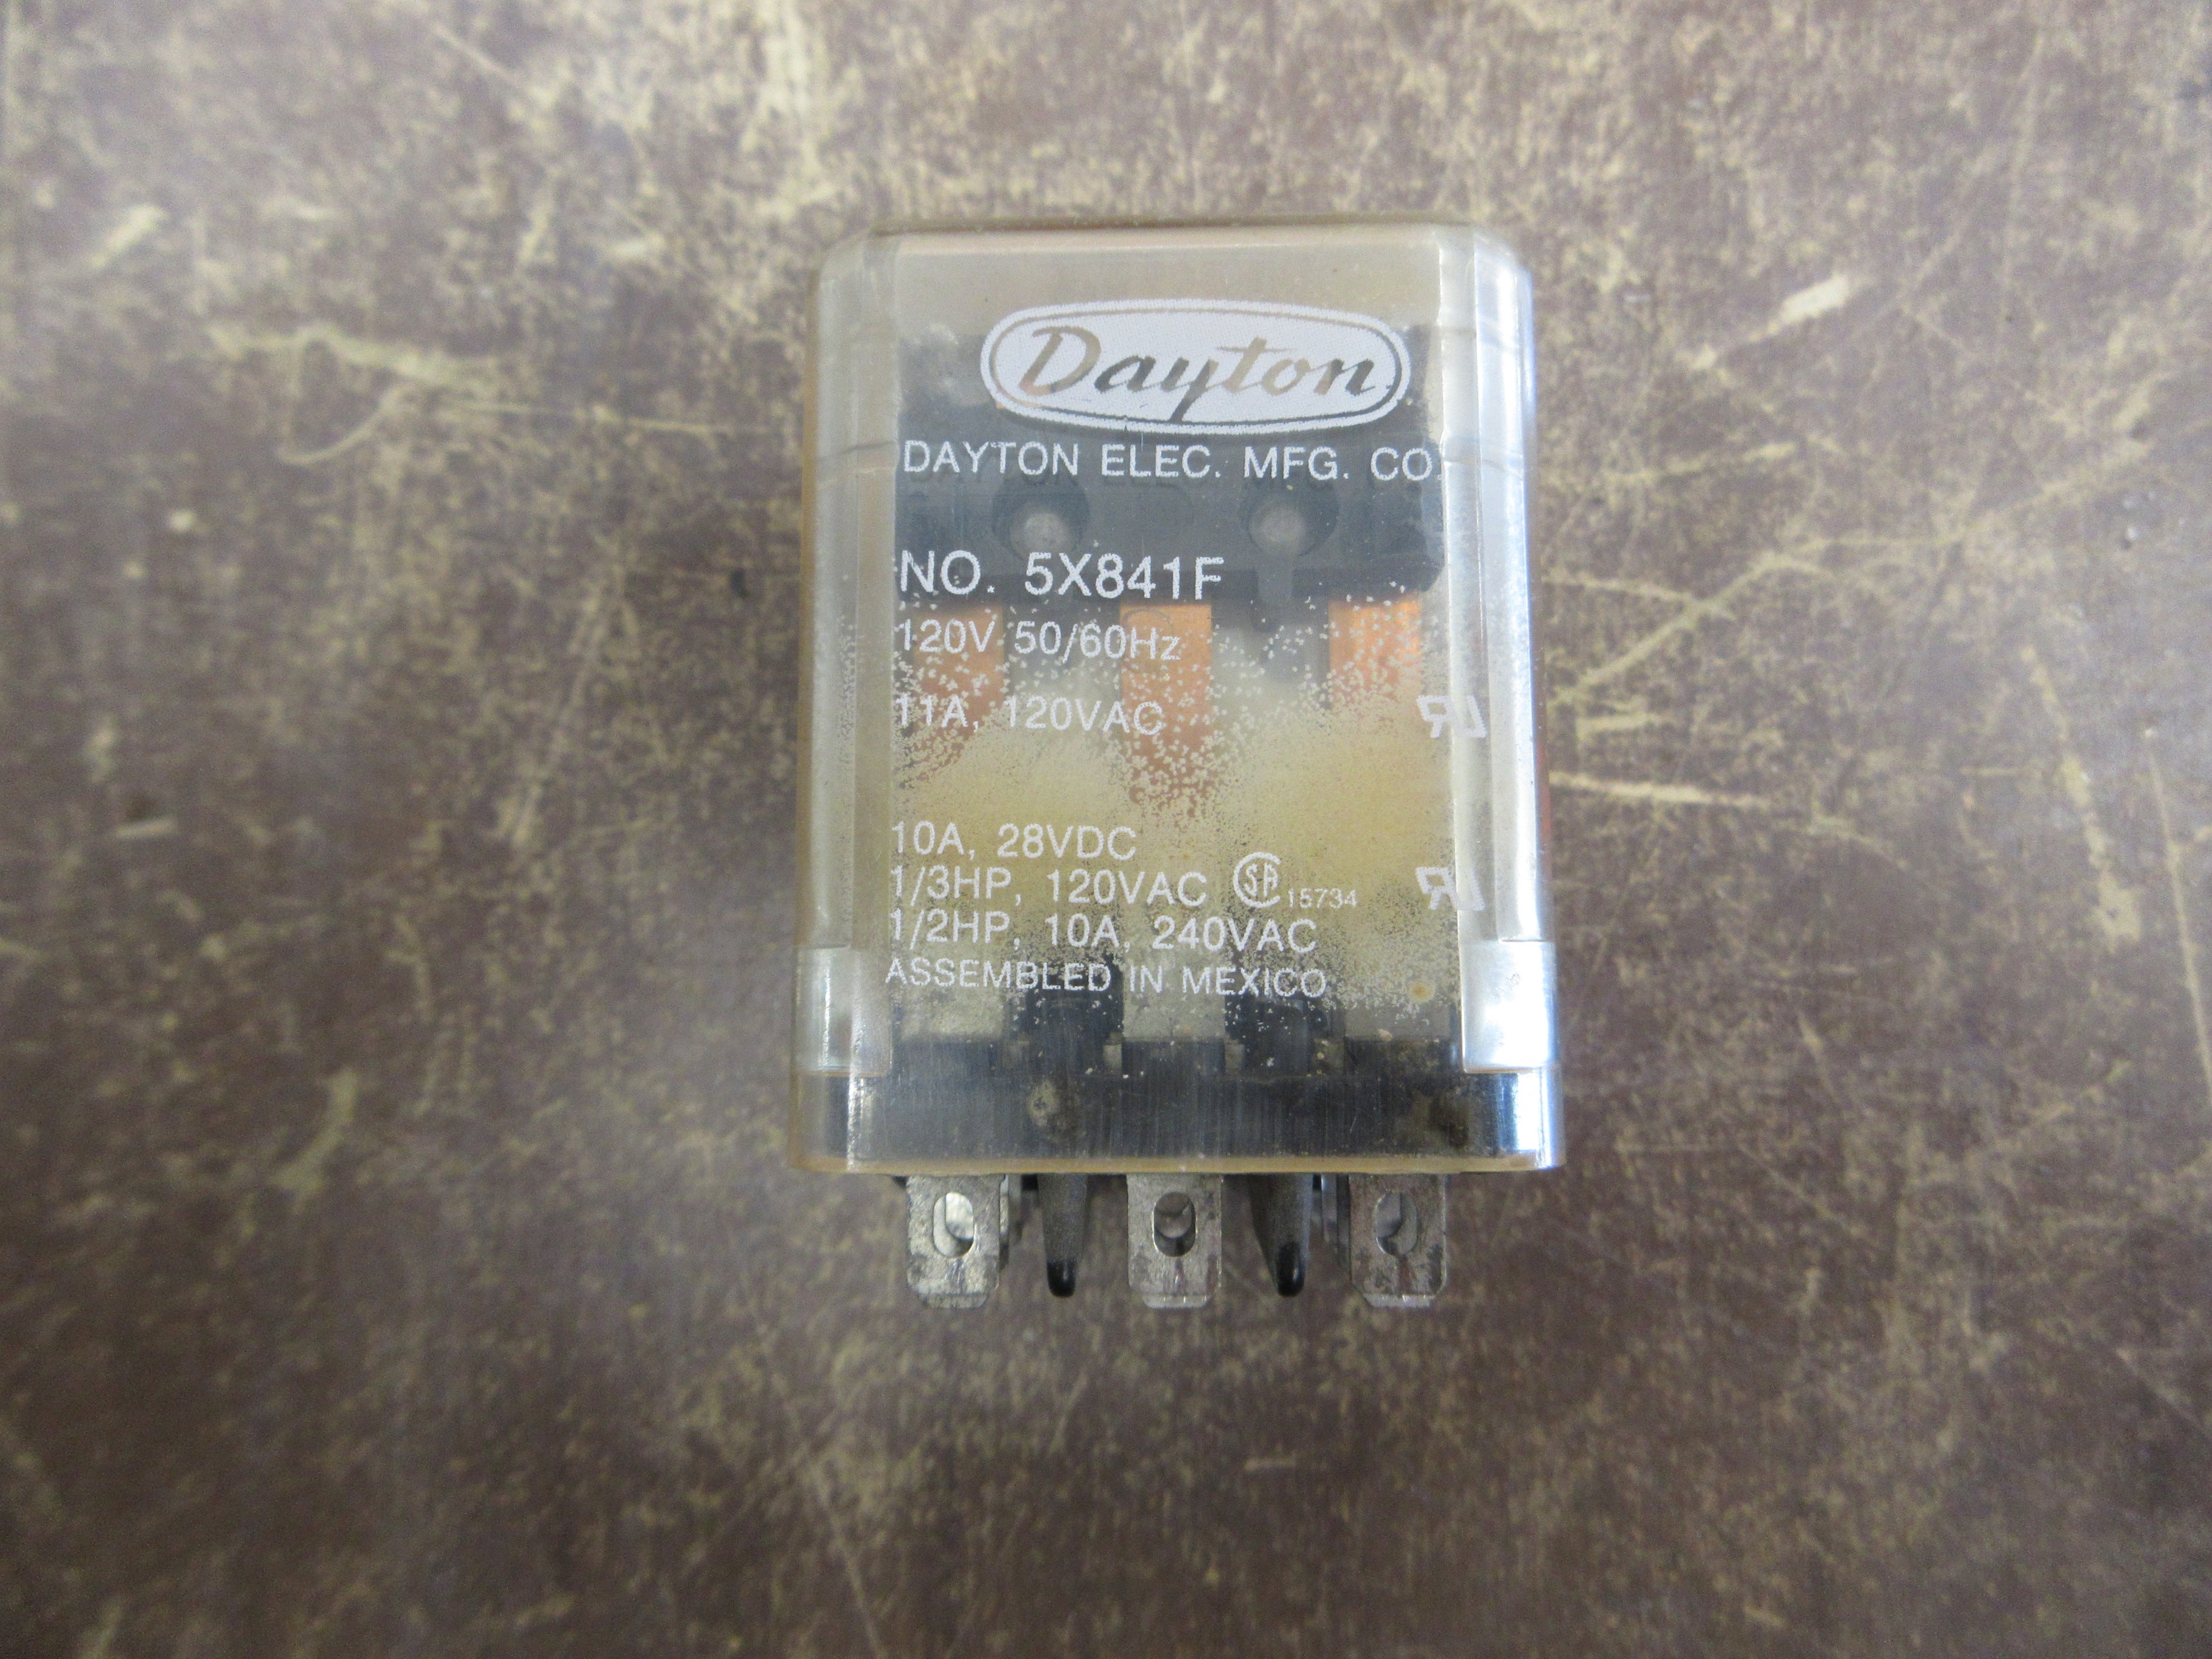 Dayton
DAYTON ELEC. MFG. CO.
NO. 5X841F
120V 50/60Hz
11A, 120VAC
10A, 28VDC
1/3HP, 120VAC 15734
1/2HP, 10A, 240VAC
ASSEMBLED IN MEXICO